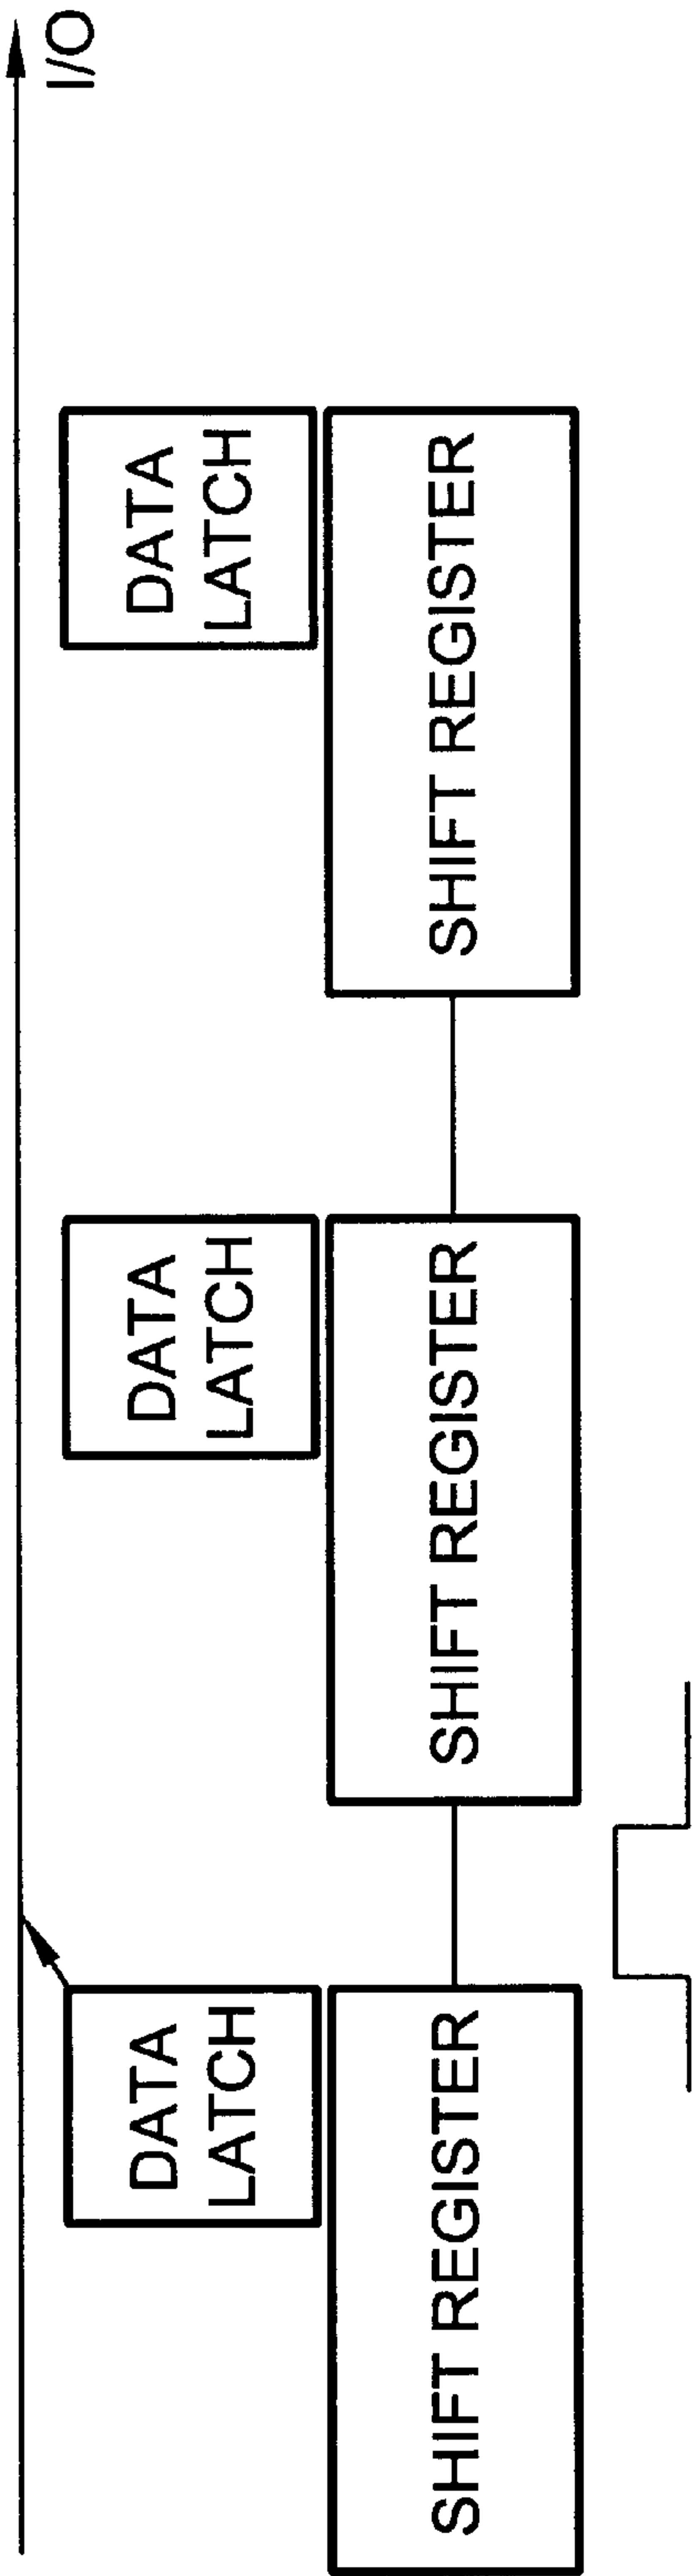 I/O
DATA
LATCH
DATA
LATCH
DATA
LATCH
SHIFT REGISTER
SHIFT REGISTER
SHIFT REGISTER